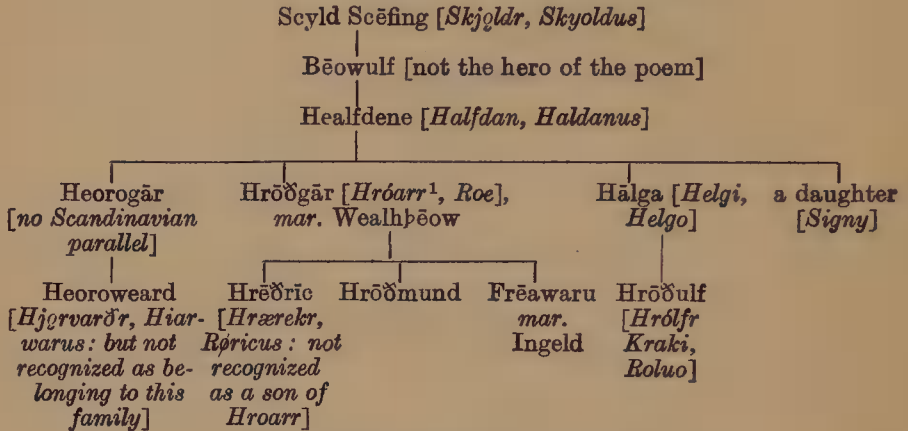 Scyld Scēfing [Skjǫldr, Skyoldus]
Bēowulf [not the hero of the poem]
Healfdene [Halfdan, Haldanus]
Heorogār
[no Scandinavian
parallel]
Hrōðgār [Hróarr¹, Roe],
mar. Wealhþēow
Hālga [Helgi,
Helgo]
a daughter
[Signy]
Heoroweard
[Hjǫrvarðr, Hiar-
warus: but not
recognized as be-
longing to this
family]
Hrēðrīc
[Hrærekr,
Røricus: not
recognized
as a son of
Hroarr]
Hrōðmund
Frēawaru
mar.
Ingeld
Hrōðulf
[Hrólfr
Kraki,
Roluo]